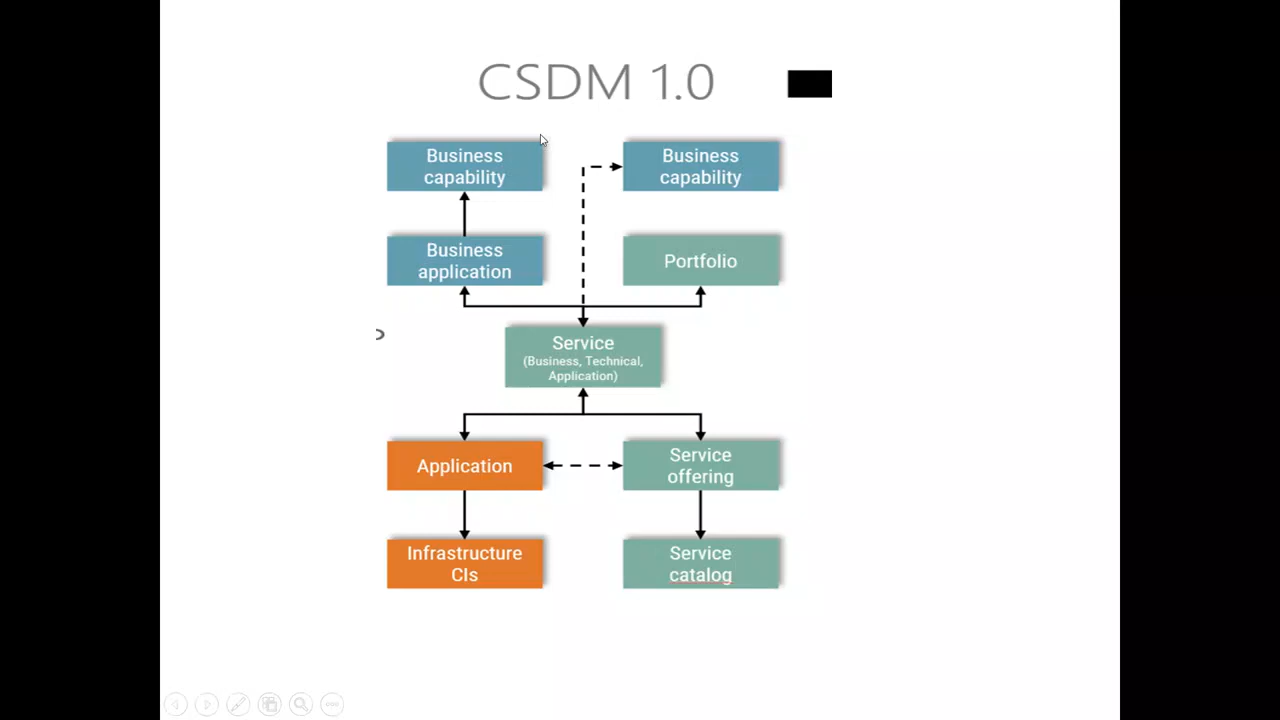 CSDM 1.0
Business
capability
Business
capability
Business
application
Portfolio
Service
(Business, Technical,
Application)
Application
Service
offering
Infrastructure
CIs
Service
catalog